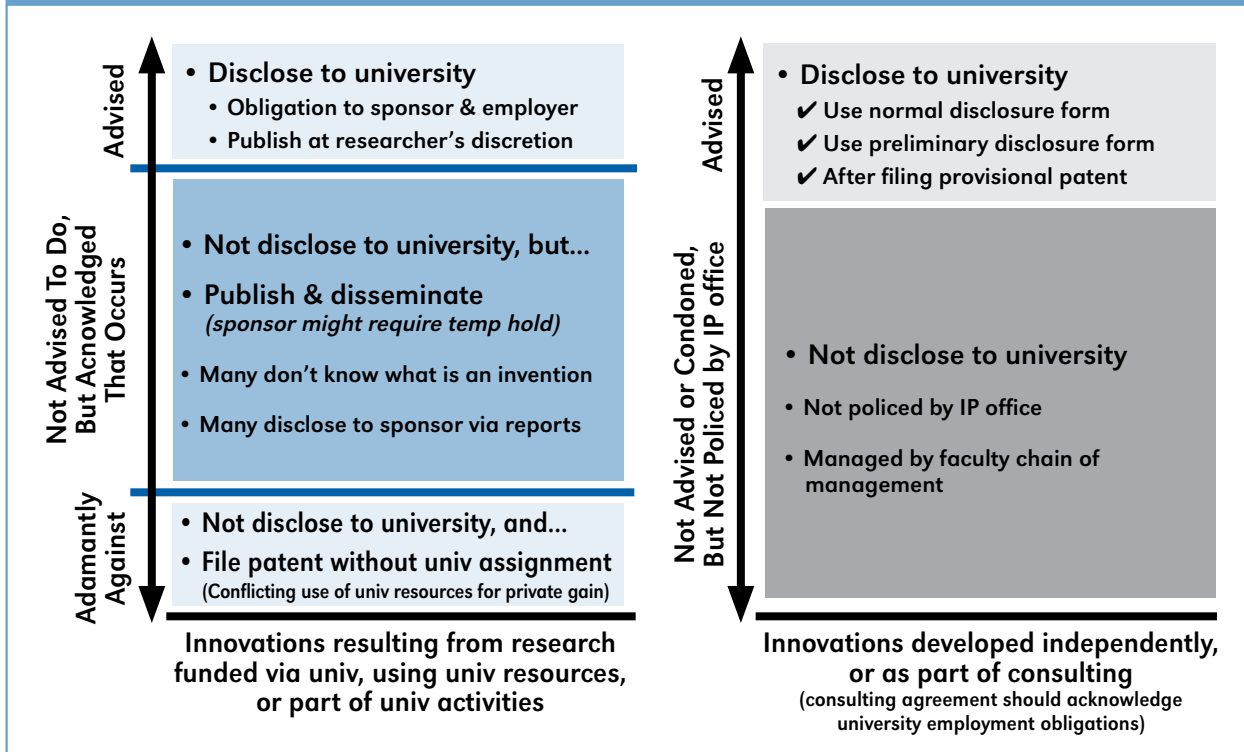 Advised
• Disclose to university
• Obligation to sponsor & employer
• Publish at researcher's discretion
Not Advised To Do,
But Acnowledged
That Occurs
• Not disclose to university, but...
• Publish & disseminate
(sponsor might require temp hold)
• Many don't know what is an invention
• Many disclose to sponsor via reports
Adamantly
Against
• Not disclose to university, and...
• File patent without univ assignment
(Conflicting use of univ resources for private gain)
Innovations resulting from research
funded via univ, using univ resources,
or part of univ activities
Advised
• Disclose to university
✔ Use normal disclosure form
✔ Use preliminary disclosure form
✔ After filing provisional patent
Not Advised or Condoned,
But Not Policed by IP office
• Not disclose to university
• Not policed by IP office
• Managed by faculty chain of
management
Innovations developed independently,
or as part of consulting
(consulting agreement should acknowledge
university employment obligations)